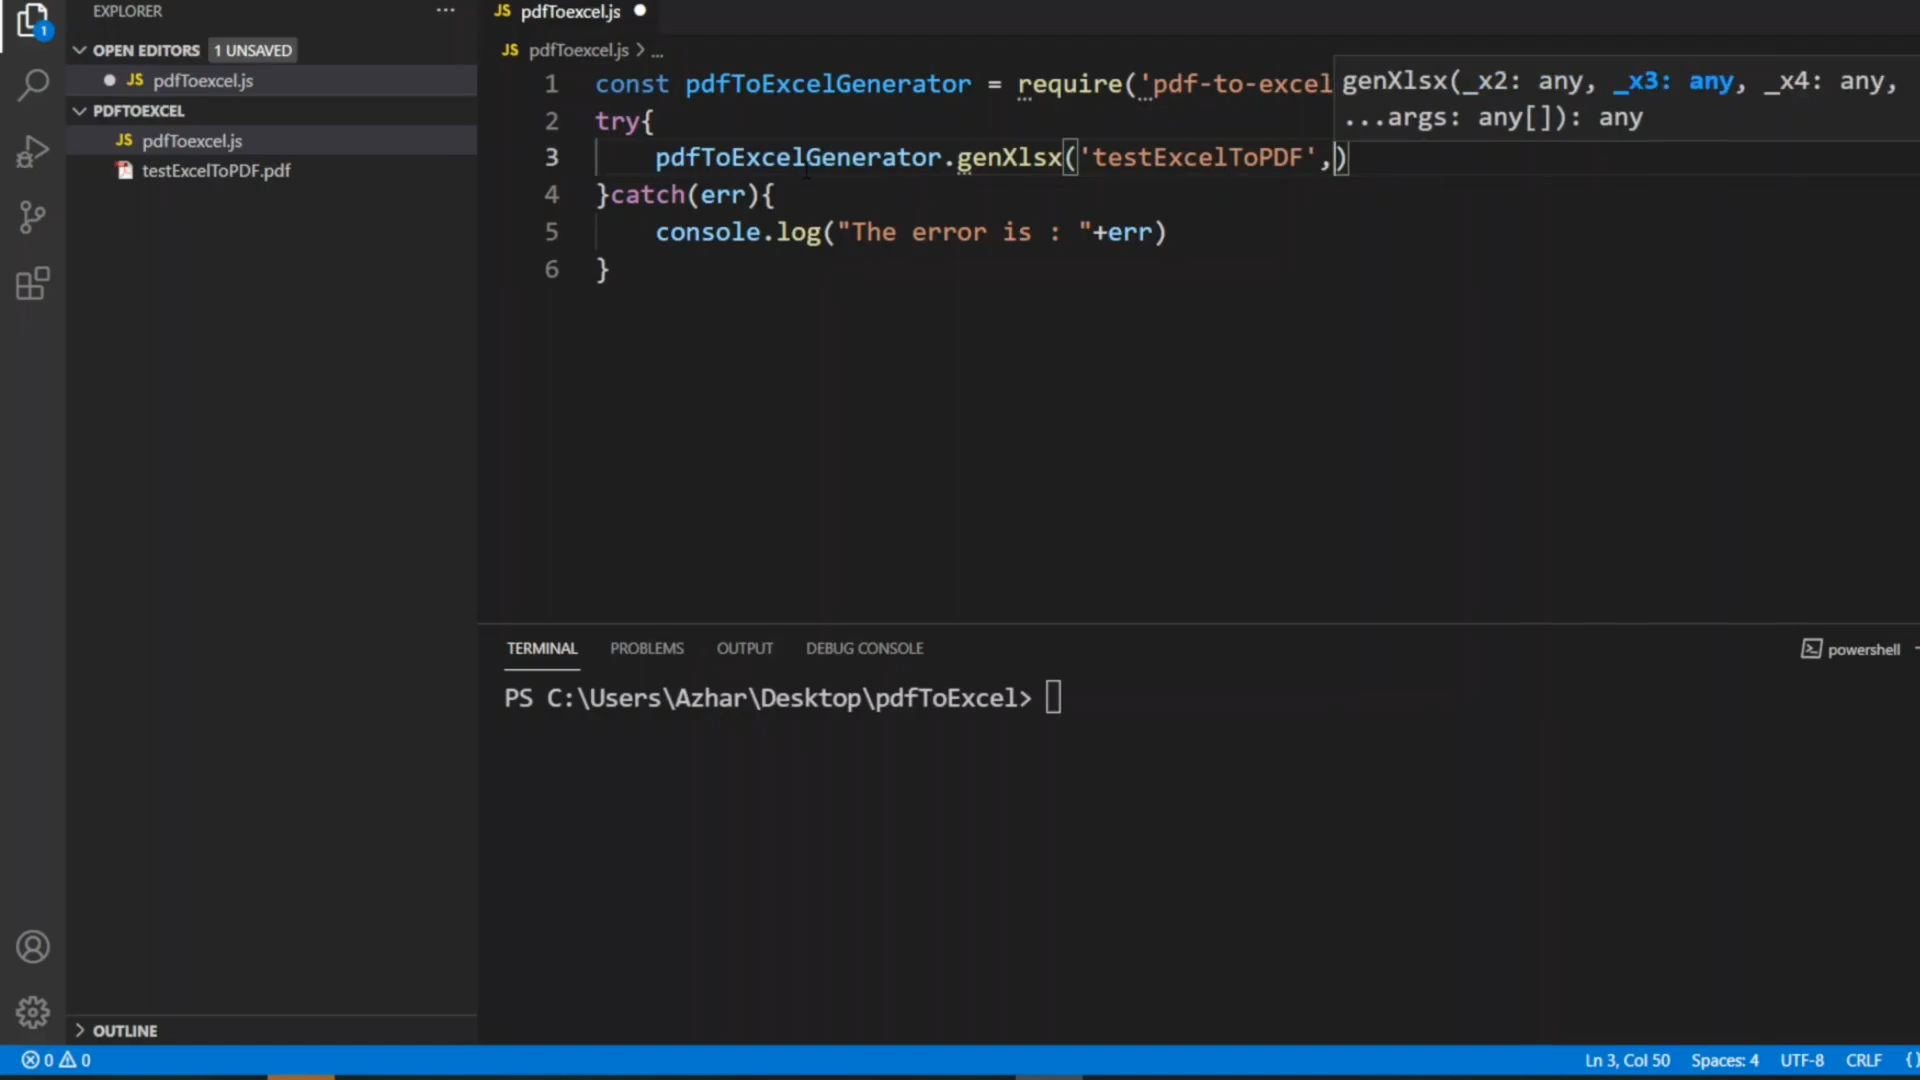 EXPLORER
...
OPEN EDITORS 1 UNSAVED
JS pdfToexcel.js
PDFTOEXCEL
JS pdfToexcel.js
testExcelToPDF.pdf
OUTLINE
1
JS pdfToexcel.js
JS pdfToexcel.js > ...
1 const pdfToExcelGenerator = require('pdf-to-excel
2 try{
3 pdfToExcelGenerator.genXlsx('testExcelToPDF',)
4 }catch(err){
5 console.log("The error is : "+err)
6 }
genXlsx(_x2: any, _x3: any, _x4: any,
...args: any[]): any
TERMINAL PROBLEMS OUTPUT DEBUG CONSOLE
powershell
PS C:\Users\Azhar\Desktop\pdfToExcel>
0 0
Ln 3, Col 50 Spaces: 4 UTF-8 CRLF {}